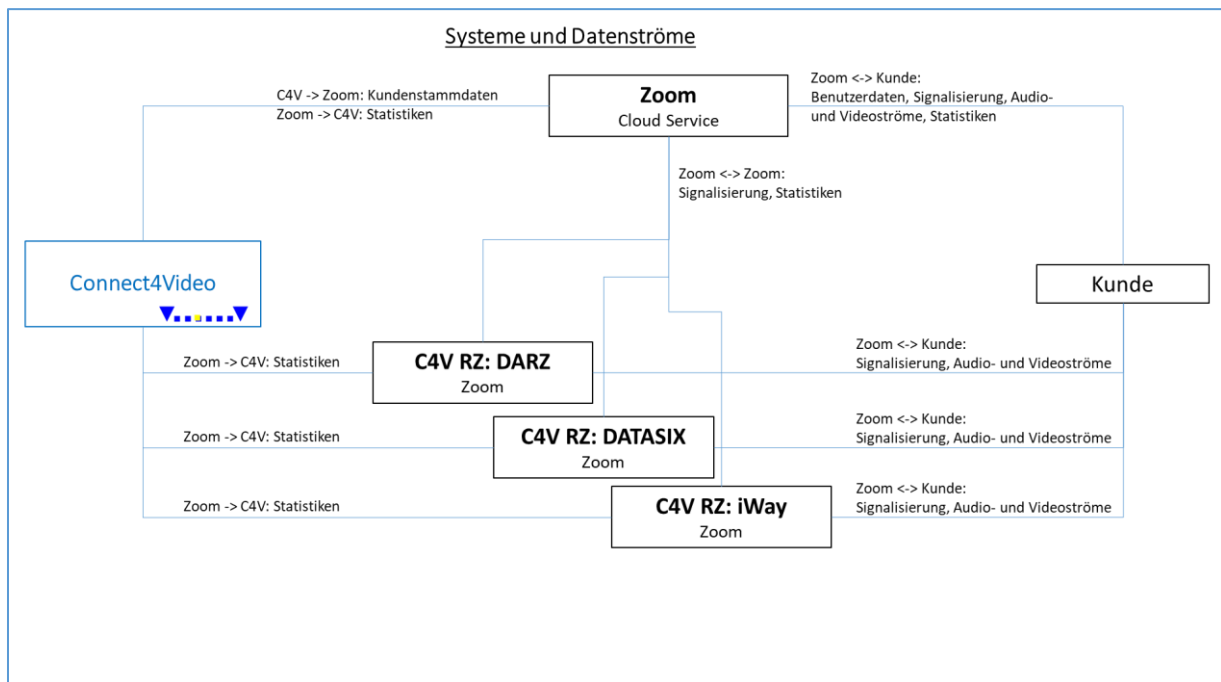 Systeme und Datenströme
C4V -> Zoom: Kundenstammdaten
Zoom -> C4V: Statistiken
Zoom
Cloud Service
Zoom <-> Kunde:
Benutzerdaten, Signalisierung, Audio-
und Videoströme, Statistiken
Zoom <-> Zoom:
Signalisierung, Statistiken
Connect4Video
Kunde
Zoom -> C4V: Statistiken
C4V RZ: DARZ
Zoom
Zoom <-> Kunde:
Signalisierung, Audio- und Videoströme
Zoom -> C4V: Statistiken
C4V RZ: DATASIX
Zoom
Zoom <-> Kunde:
Signalisierung, Audio- und Videoströme
Zoom -> C4V: Statistiken
C4V RZ: iWay
Zoom
Zoom <-> Kunde:
Signalisierung, Audio- und Videoströme